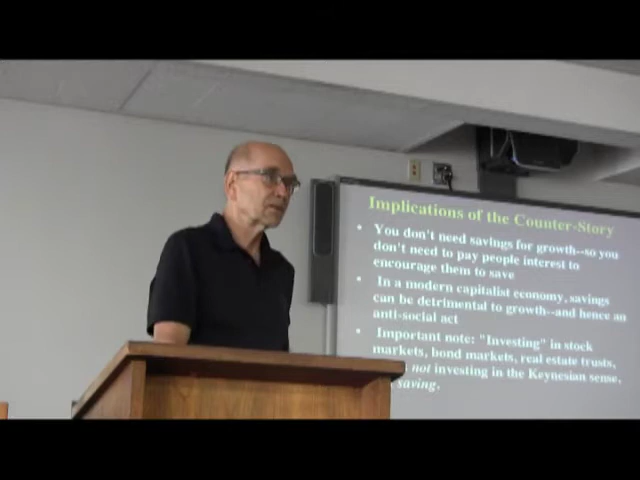 Implications of the Counter-Story
• You don't need savings for growth--so you
don't need to pay people interest to
encourage them to save
• In a modern capitalist economy, savings
can be detrimental to growth--and hence an
anti-social act
• Important note: "Investing" in stock
markets, bond markets, real estate trusts,
not investing in the Keynesian sense,
saving.